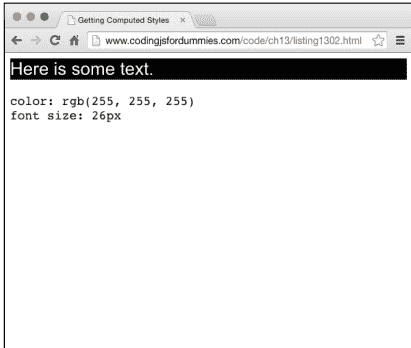 Getting Computed Styles
www.codingjsfordummies.com/code/ch13/listing1302.html
Here is some text.
color: rgb(255, 255, 255)
font size: 26px